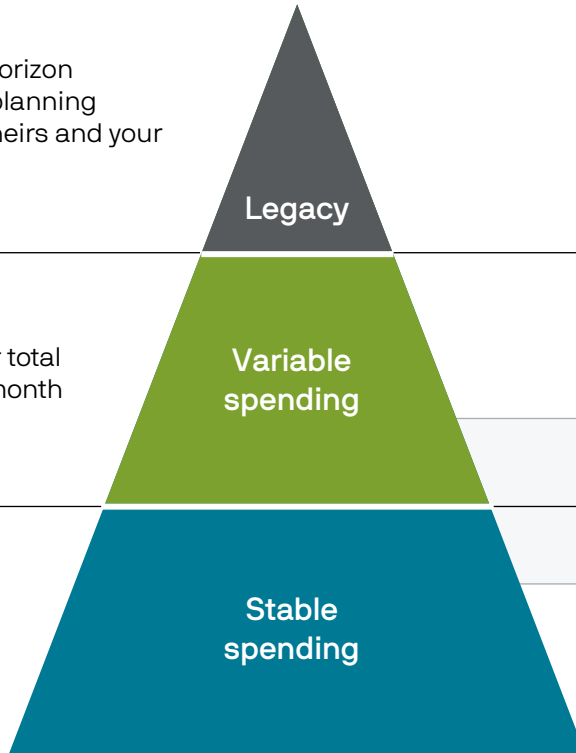 orizon
planning
heirs and your
Legacy
r total
month
Variable
spending
Stable
spending